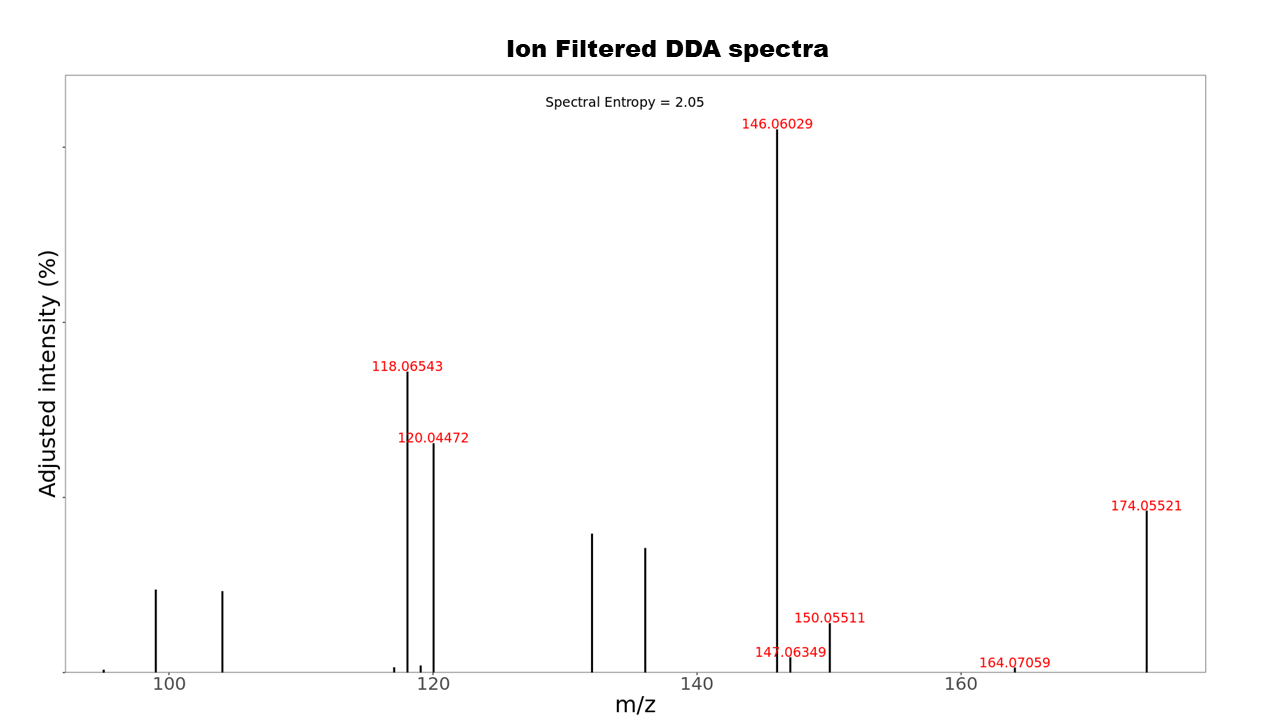 Ion Filtered DDA spectra
Spectral Entropy = 2.05
146.06029
118.06543
120.04472
174.05521
150.05511
147.06349
164.07059
Adjusted intensity (%)
100 120 140 160
m/z